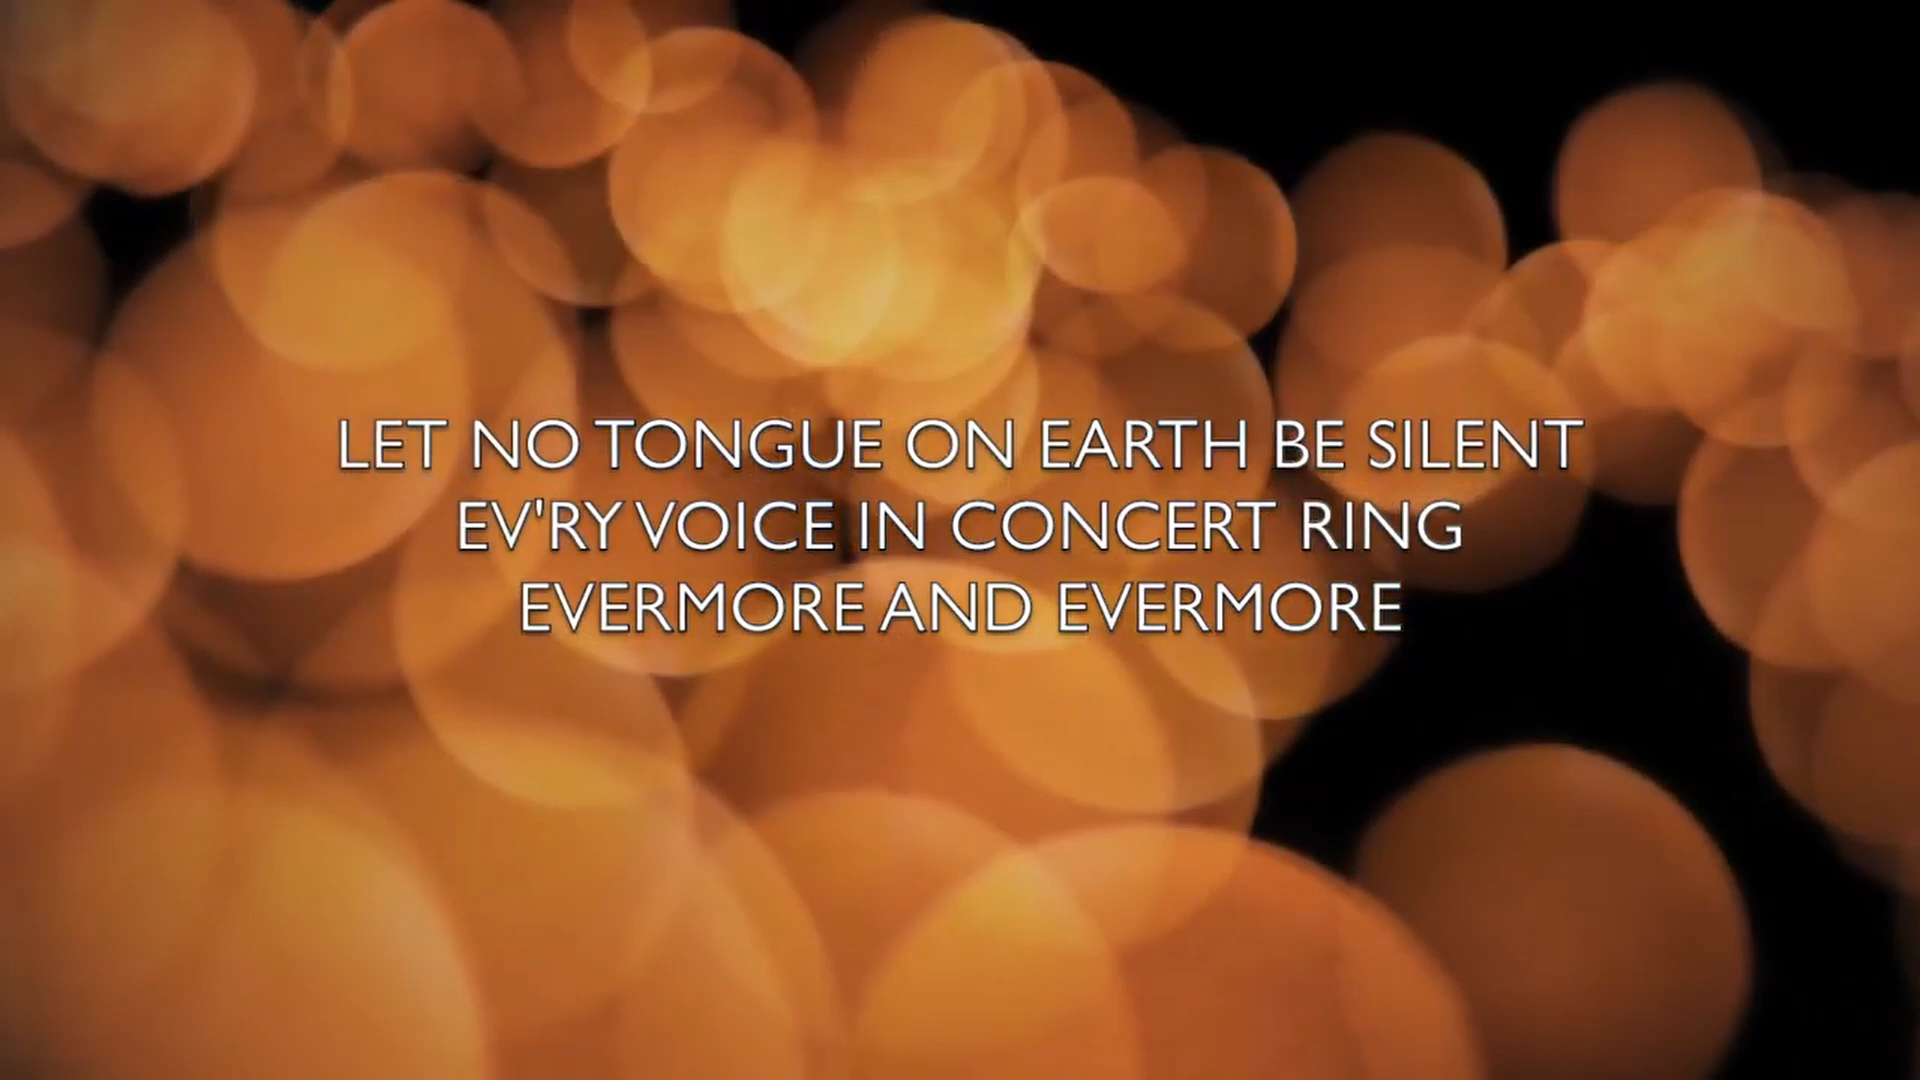 LET NO TONGUE ON EARTH BE SILENT
EV'RY VOICE IN CONCERT RING
EVERMORE AND EVERMORE